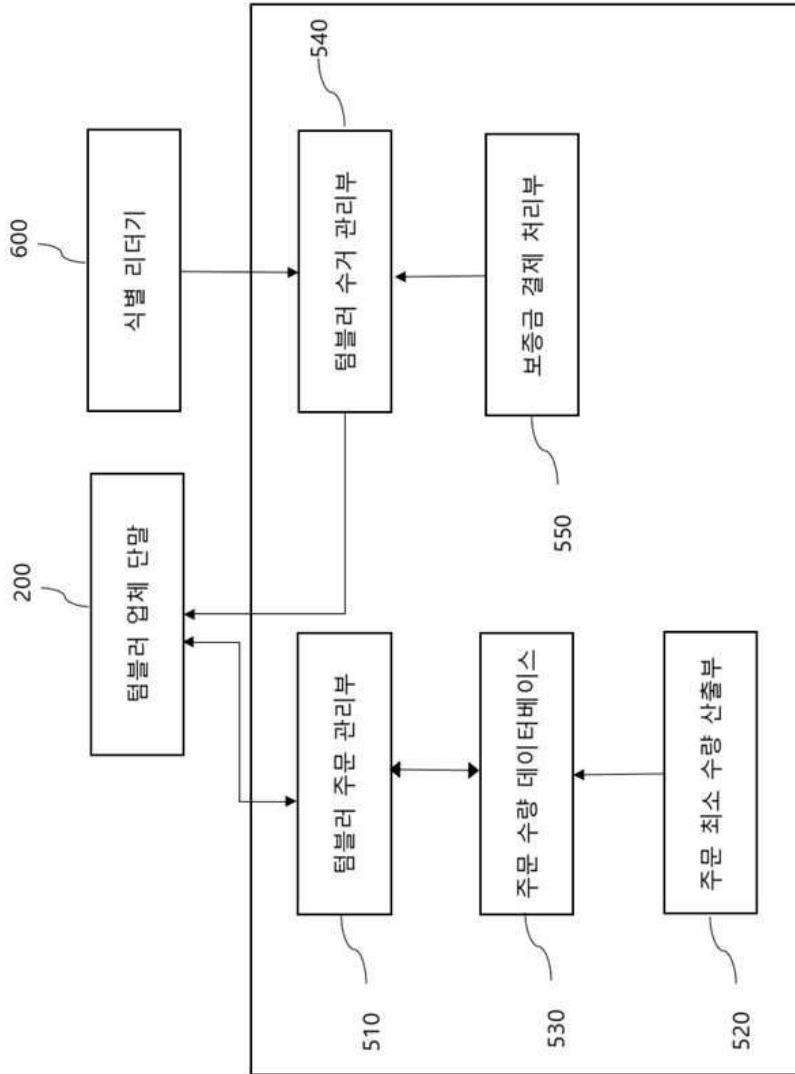 200
600
텀블러 업체 단말
식별 리더기
510
텀블러 주문 관리부
텀블러 수거 관리부
540
530
주문 수량 데이터베이스
550
보증금 결제 처리부
520
주문 최소 수량 산출부